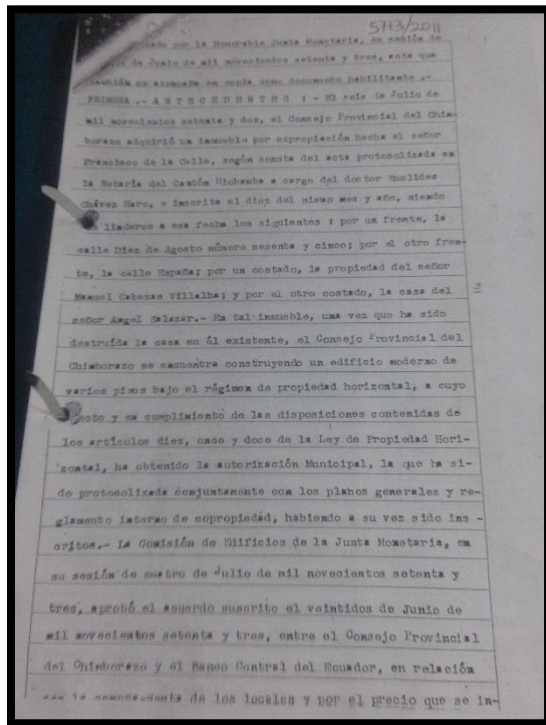 5713/2011
por la Honorable Junta Monetaria, en sesión de
de Junio de mil novecientos setenta y tres, acta que
también se acompaña en copia como documento habilitante .-
PRIMERA .- A N T E C E D E N T E S : - El seis de Julio de
mil novecientos setenta y dos, el Consejo Provincial del Chim-
borazo adquirió un inmueble por expropiación hecha al señor
Francisco de la Calle, según consta del acta protocolizada en
la Notaría del Cantón Riobamba a cargo del doctor Euclides
Chávez Haro, e inscrita el diez del mismo mes y año, siendo
linderos a esa fecha los siguientes : por un frente, la
calle Diez de Agosto número sesenta y cinco; por el otro fren-
te, la calle España; por un costado, la propiedad del señor
Manuel Cabezas Villalba; y por el otro costado, la casa del
señor Angel Salazar.- En tal inmueble, una vez que ha sido
destruída la casa en él existente, el Consejo Provincial del
Chimborazo se encuentra construyendo un edificio moderno de
varios pisos bajo el régimen de propiedad horizontal, a cuyo
y en cumplimiento de las disposiciones contenidas de
los artículos diez, once y doce de la Ley de Propiedad Hori-
zontal, ha obtenido la autorización Municipal, la que ha si-
do protocolizada conjuntamente con los planos generales y re-
glamento interno de copropiedad, habiendo a su vez sido ins -
critos.- La Comisión de Edificios de la Junta Monetaria, en
su sesión de cuatro de Julio de mil novecientos setenta y
tres, aprobó el acuerdo suscrito el veintidos de Junio de
mil novecientos setenta y tres, entre el Consejo Provincial
del Chimborazo y el Banco Central del Ecuador, en relación
de los locales y por el precio que se in-